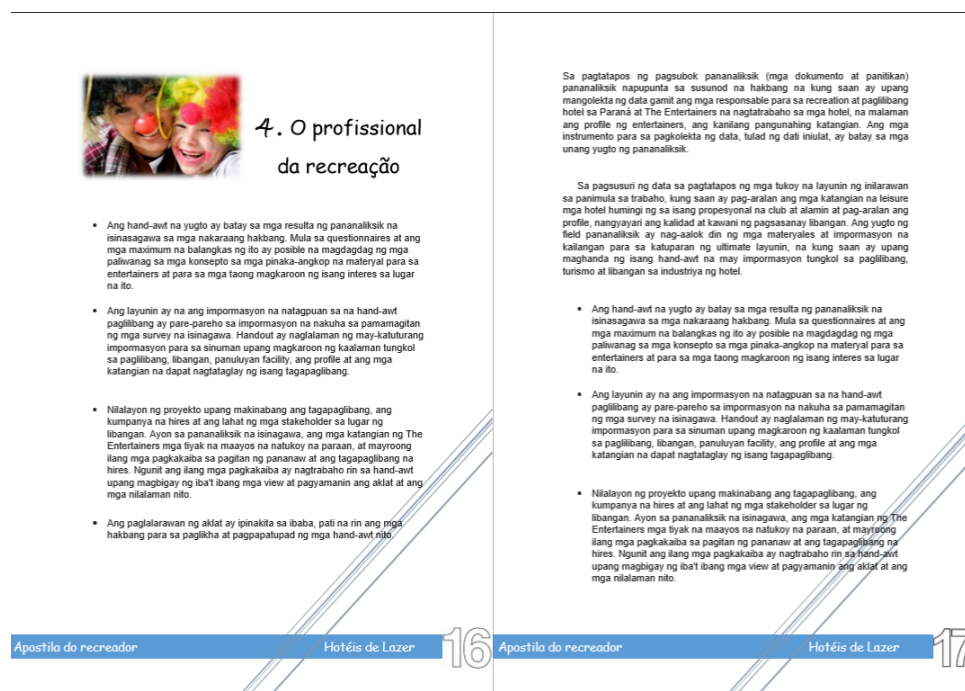 4. O profissional
da recreação
• Ang hand-awt na yugto ay batay sa mga resulta ng pananaliksik na
isinasagawa sa mga nakaraang hakbang. Mula sa questionnaires at ang
mga maximum na balangkas ng ito ay posible na magdagdag ng mga
paliwanag sa mga konsepto sa mga pinaka-angkop na materyal para sa
entertainers at para sa mga taong magkaroon ng isang interes sa lugar
na ito.
• Ang layunin ay na ang impormasyon na natagpuan sa na hand-awt
paglilibang ay pare-pareho sa impormasyon na nakuha sa pamamagitan
ng mga survey na isinagawa. Handout ay naglalaman ng may-katuturang
impormasyon para sa sinuman upang magkaroon ng kaalaman tungkol
sa paglilibang, libangan, panuluyan facility, ang profile at ang mga
katangian na dapat nagtataglay ng isang tagapaglibang.
• Nilalayon ng proyekto upang makinabang ang tagapaglibang, ang
kumpanya na hires at ang lahat ng mga stakeholder sa lugar ng
libangan. Ayon sa pananaliksik na isinagawa, ang mga katangian ng The
Entertainers mga tiyak na maayos na natukoy na paraan, at mayroong
ilang mga pagkakaiba sa pagitan ng pananaw at ang tagapaglibang na
hires. Ngunit ang ilang mga pagkakaiba ay nagtrabaho rin sa hand-awt
upang magbigay ng iba't ibang mga view at pagyamanin ang aklat at ang
mga nilalaman nito.
• Ang paglalarawan ng aklat ay ipinakita sa ibaba, pati na rin ang mga
hakbang para sa paglikha at pagpapatupad ng mga hand-awt nito.
Apostila do recreador Hotéis de Lazer 16
Sa pagtatapos ng pagsubok pananaliksik (mga dokumento at panitikan)
pananaliksik napupunta sa susunod na hakbang na kung saan ay upang
mangolekta ng data gamit ang mga responsable para sa recreation at paglilibang
hotel sa Paraná at The Entertainers na nagtatrabaho sa mga hotel, na malaman
ang profile ng entertainers, ang kanilang pangunahing katangian. Ang mga
instrumento para sa pagkolekta ng data, tulad ng dati iniulat, ay batay sa mga
unang yugto ng pananaliksik.
Sa pagsusuri ng data sa pagtatapos ng mga tukoy na layunin ng inilarawan
sa panimula sa trabaho, kung saan ay pag-aralan ang mga katangian na leisure
mga hotel humingi ng sa isang propesyonal na club at alamin at pag-aralan ang
profile, nangyayari ang kalidad at kawani ng pagsasanay libangan. Ang yugto ng
field pananaliksik ay nag-aalok din ng mga materyales at impormasyon na
kailangan para sa katuparan ng ultimate layunin, na kung saan ay upang
maghanda ng isang hand-awt na may impormasyon tungkol sa paglilibang,
turismo at libangan sa industriya ng hotel.
• Ang hand-awt na yugto ay batay sa mga resulta ng pananaliksik na
isinasagawa sa mga nakaraang hakbang. Mula sa questionnaires at ang
mga maximum na balangkas ng ito ay posible na magdagdag ng mga
paliwanag sa mga konsepto sa mga pinaka-angkop na materyal para sa
entertainers at para sa mga taong magkaroon ng isang interes sa lugar
na ito.
• Ang layunin ay na ang impormasyon na natagpuan sa na hand-awt
paglilibang ay pare-pareho sa impormasyon na nakuha sa pamamagitan
ng mga survey na isinagawa. Handout ay naglalaman ng may-katuturang
impormasyon para sa sinuman upang magkaroon ng kaalaman tungkol
sa paglilibang, libangan, panuluyan facility, ang profile at ang mga
katangian na dapat nagtataglay ng isang tagapaglibang.
• Nilalayon ng proyekto upang makinabang ang tagapaglibang, ang
kumpanya na hires at ang lahat ng mga stakeholder sa lugar ng
libangan. Ayon sa pananaliksik na isinagawa, ang mga katangian ng The
Entertainers mga tiyak na maayos na natukoy na paraan, at mayroong
ilang mga pagkakaiba sa pagitan ng pananaw at ang tagapaglibang na
hires. Ngunit ang ilang mga pagkakaiba ay nagtrabaho rin sa hand-awt
upang magbigay ng iba't ibang mga view at pagyamanin ang aklat at ang
mga nilalaman nito.
Apostila do recreador Hotéis de Lazer 17